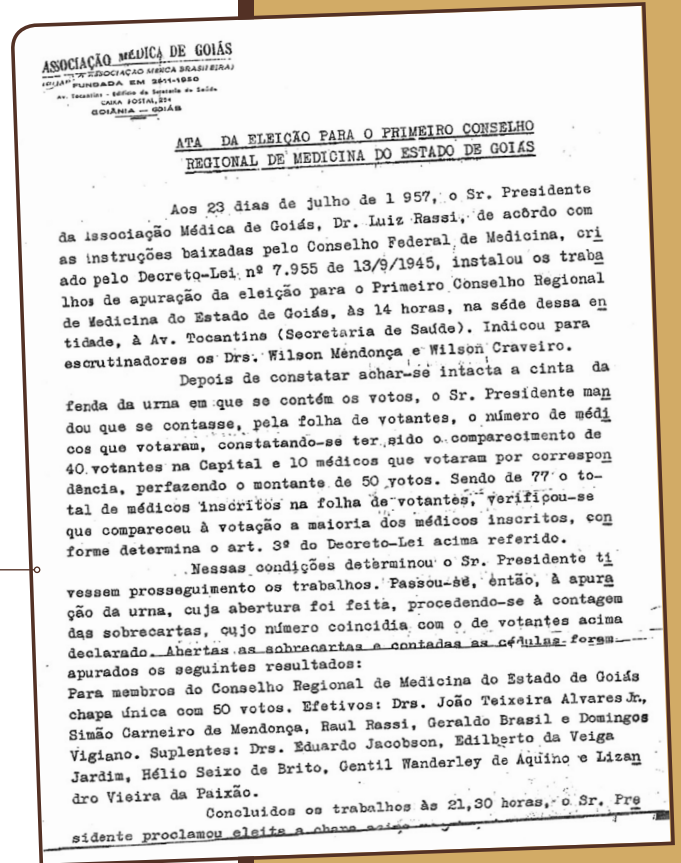 ASSOCIAÇÃO MÉDICA DE GOIÁS
ASSOCIAÇÃO MÉDICA BRASILEIRA)
FUNDADA EM
Av. Tocantins - Edifício da Secretaria de Saúde
CAIXA POSTAL,
GOIÂNIA — GOIÁS
ATA DA ELEIÇÃO PARA O PRIMEIRO CONSELHO
REGIONAL DE MEDICINA DO ESTADO DE GOIÁS
Aos 23 dias de julho de 1 957, o Sr. Presidente
da Associação Médica de Goiás, Dr. Luiz Rassi, de acôrdo com
as instruções baixadas pelo Conselho Federal de Medicina, cri
ado pelo Decreto-Lei nº 7.955 de 13/9/1945, instalou os traba
lhos de apuração da eleição para o Primeiro Conselho Regional
de Medicina do Estado de Goiás, às 14 horas, na séde dessa en
tidade, à Av. Tocantins (Secretaria de Saúde). Indicou para
escrutinadores os Drs. Wilson Mendonça e Wilson Craveiro.
Depois de constatar achar-se intacta a cinta da
fenda da urna em que se contém os votos, o Sr. Presidente man
dou que se contasse, pela folha de votantes, o número de médi
cos que votaram, constatando-se ter sido o comparecimento de
40 votantes na Capital e 10 médicos que votaram por correspon
dância, perfazendo o montante de 50 votos. Sendo de 77 o to-
tal de médicos inscritos na folha de votantes, verificou-se
que compareceu à votação a maioria dos médicos inscritos, con
forme determina o art. 3º do Decreto-Lei acima referido.
Nessas condições determinou o Sr. Presidente ti
vessem prosseguimento os trabalhos. Passou-se, então, à apura
ção da urna, cuja abertura foi feita, procedendo-se à contagem
das sobrecartas, cujo número coincidia com o de votantes acima
declarado. Abertas as sobrecartas e contadas as cédulas foram
apurados os seguintes resultados:
Para membros do Conselho Regional de Medicina do Estado de Goiás
chapa única com 50 votos. Efetivos: Drs. João Teixeira Alvares Jr.,
Simão Carneiro de Mendonça, Raul Rassi, Geraldo Brasil e Domingos
Vigiano. Suplentes: Drs. Eduardo Jacobson, Edilberto da Veiga
Jardim, Hélio Seixo de Brito, Gentil Wanderley de Aquino e Lizan
dro Vieira da Paixão.
Concluidos os trabalhos às 21,30 horas, o Sr. Pre
sidente proclamou eleita a chapa